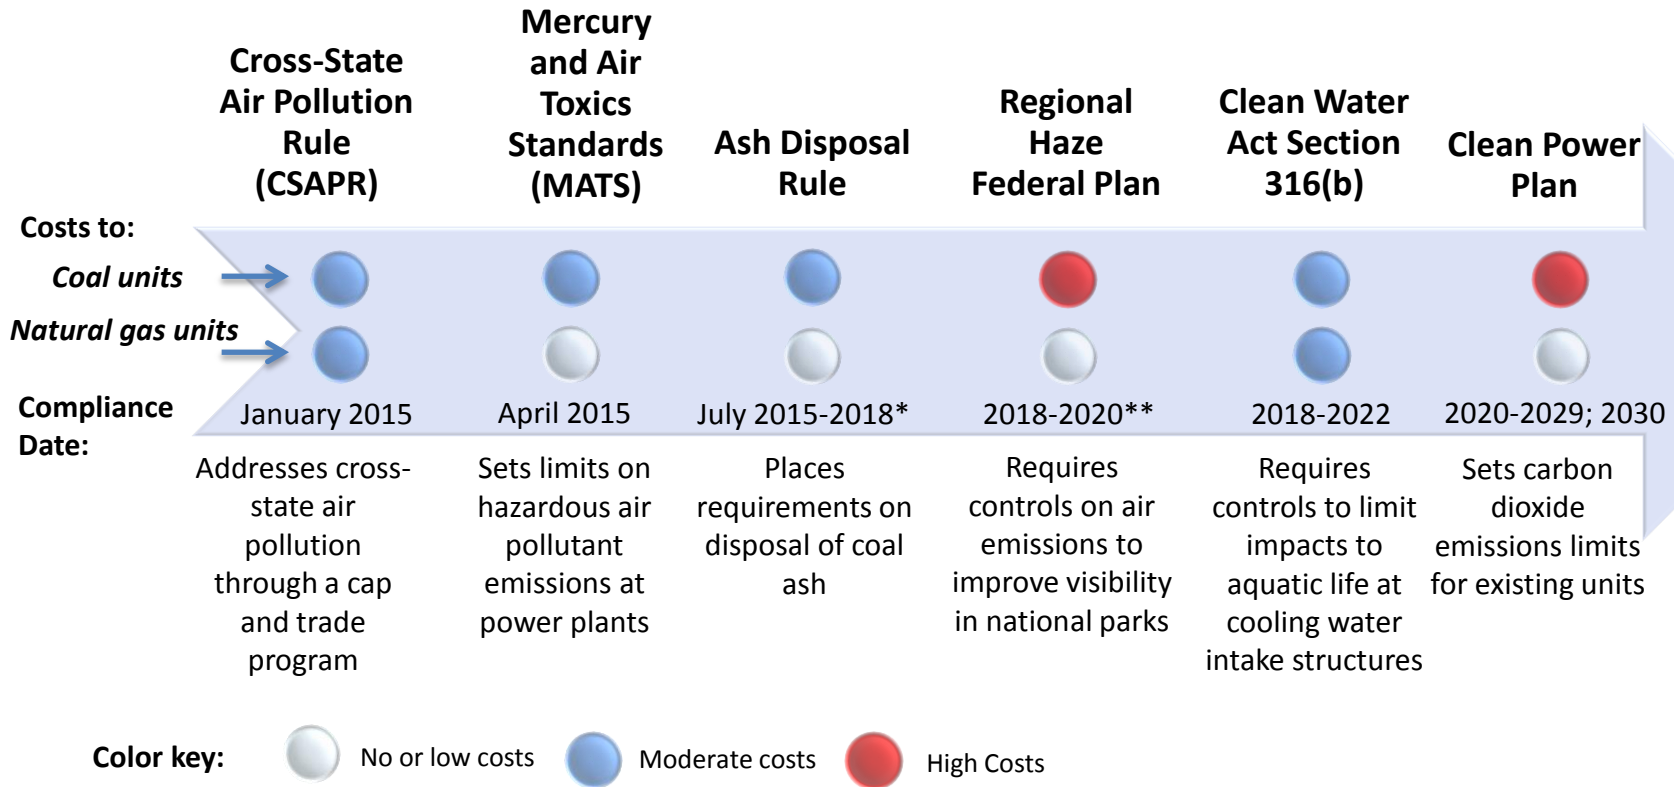 Cross-State
Air Pollution
Rule
(CSAPR)
Mercury
and Air
Toxics
Standards
(MATS)
Ash Disposal
Rule
Regional
Haze
Federal Plan
Clean Water
Act Section
316(b)
Clean Power
Plan
Costs to:
Coal units
Natural gas units
Compliance
Date:
January 2015
April 2015
July 2015-2018*
2018-2020**
2018-2022
2020-2029; 2030
Addresses cross-
state air
pollution
through a cap
and trade
program
Sets limits on
hazardous air
pollutant
emissions at
power plants
Places
requirements on
disposal of coal
ash
Requires
controls on air
emissions to
improve visibility
in national parks
Requires
controls to limit
impacts to
aquatic life at
cooling water
intake structures
Sets carbon
dioxide
emissions limits
for existing units
Color key:
No or low costs
Moderate costs
High Costs